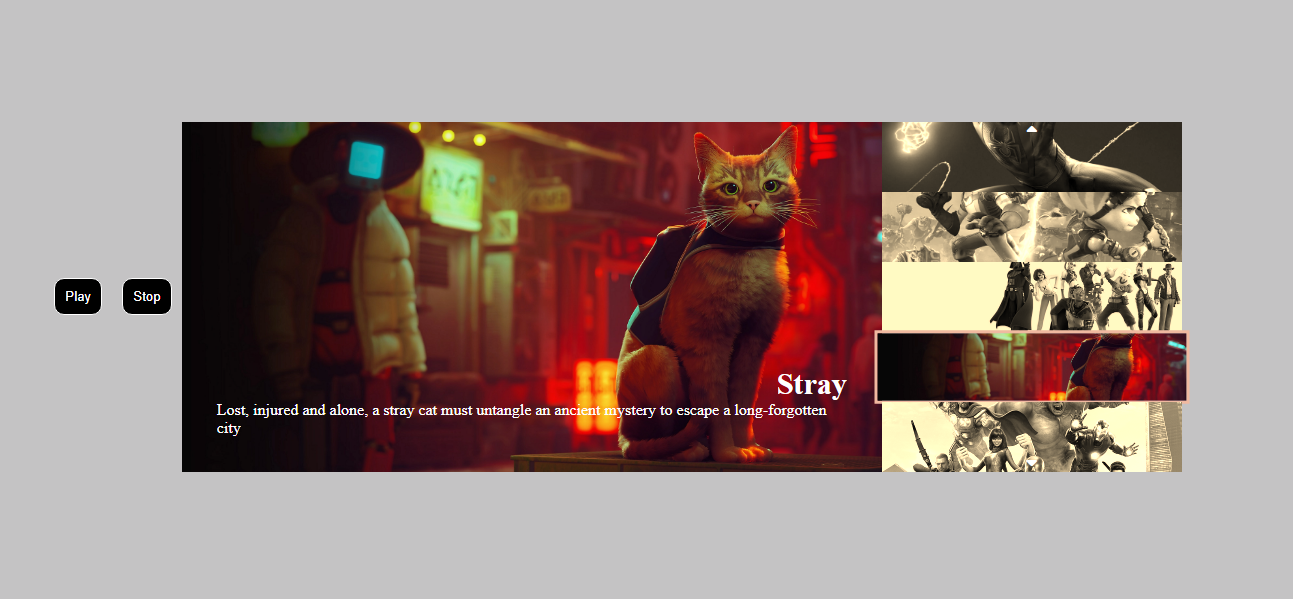 Play
Stop
Stray
Lost, injured and alone, a stray cat must untangle an ancient mystery to escape a long-forgotten
city